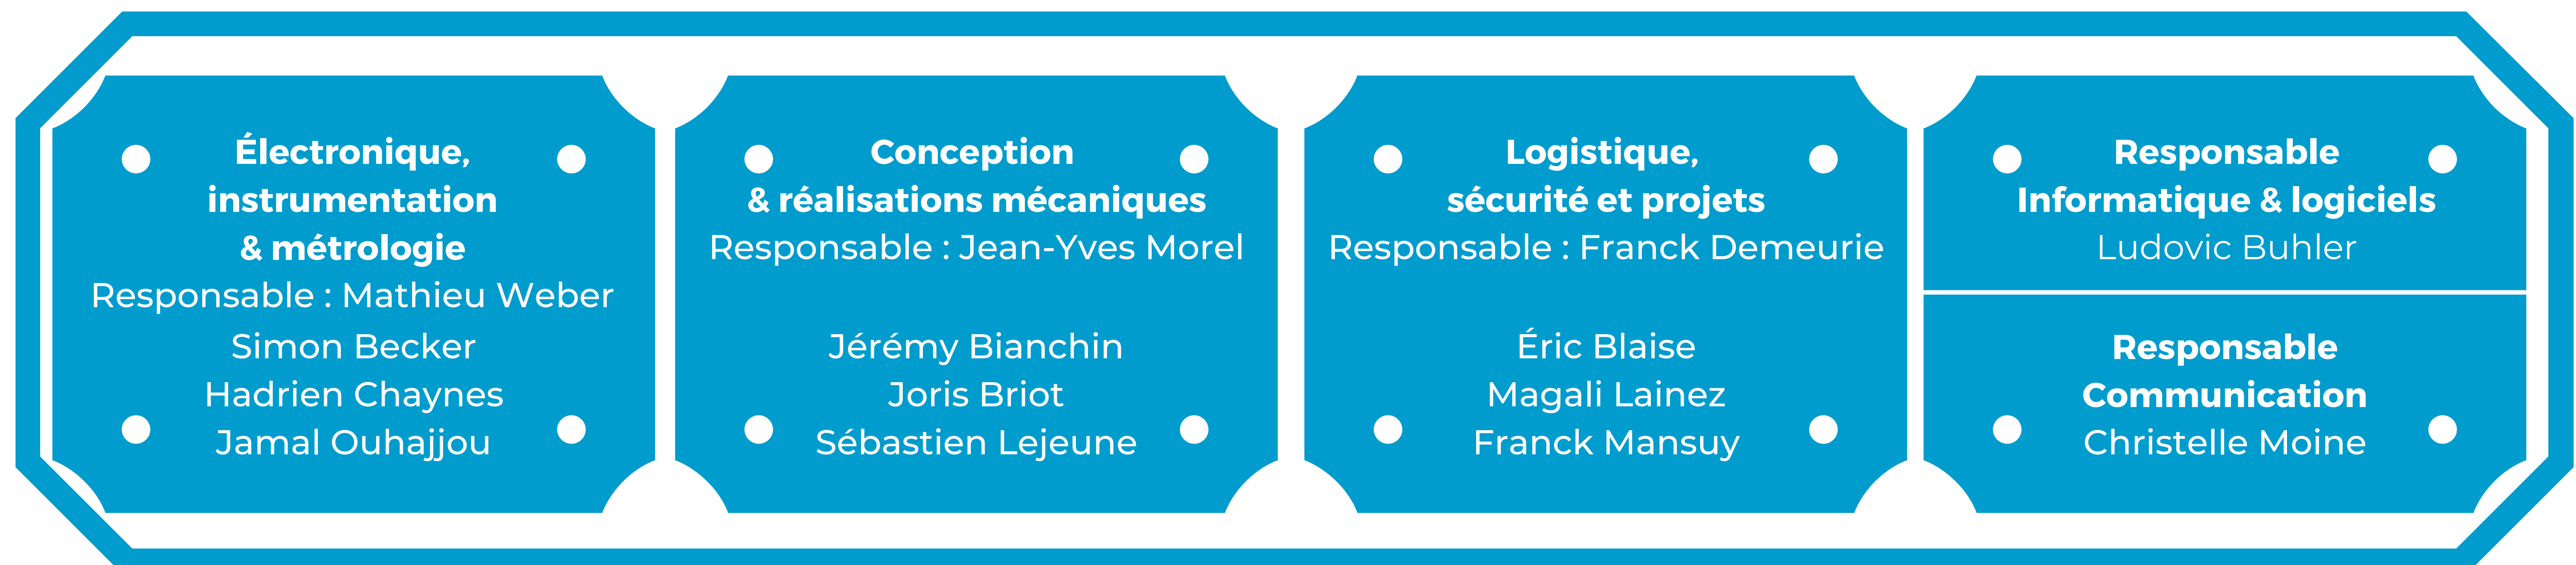 Électronique,
instrumentation
& métrologie
Responsable : Mathieu Weber
Simon Becker
Hadrien Chaynes
Jamal Ouhajjou
Conception
& réalisations mécaniques
Responsable : Jean-Yves Morel
Jérémy Bianchin
Joris Briot
Sébastien Lejeune
Logistique,
sécurité et projets
Responsable : Franck Demeurie
Éric Blaise
Magali Lainez
Franck Mansuy
Responsable
Informatique & logiciels
Ludovic Buhler
Responsable
Communication
Christelle Moine